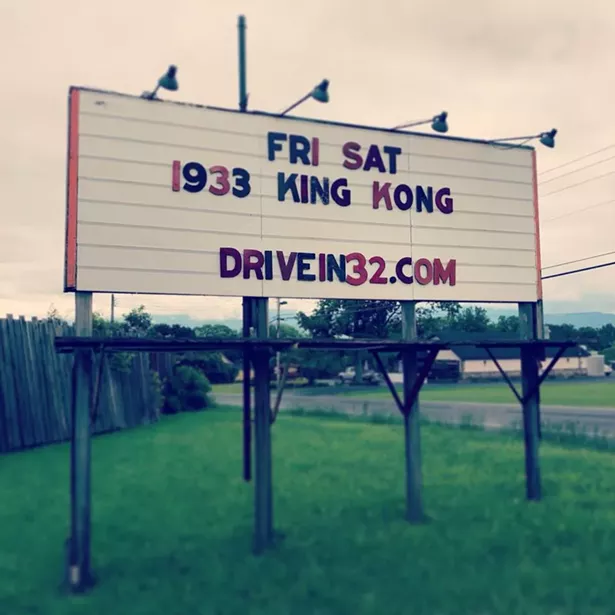 FRI SAT
1933 KING KONG
DRIVEIN32.COM